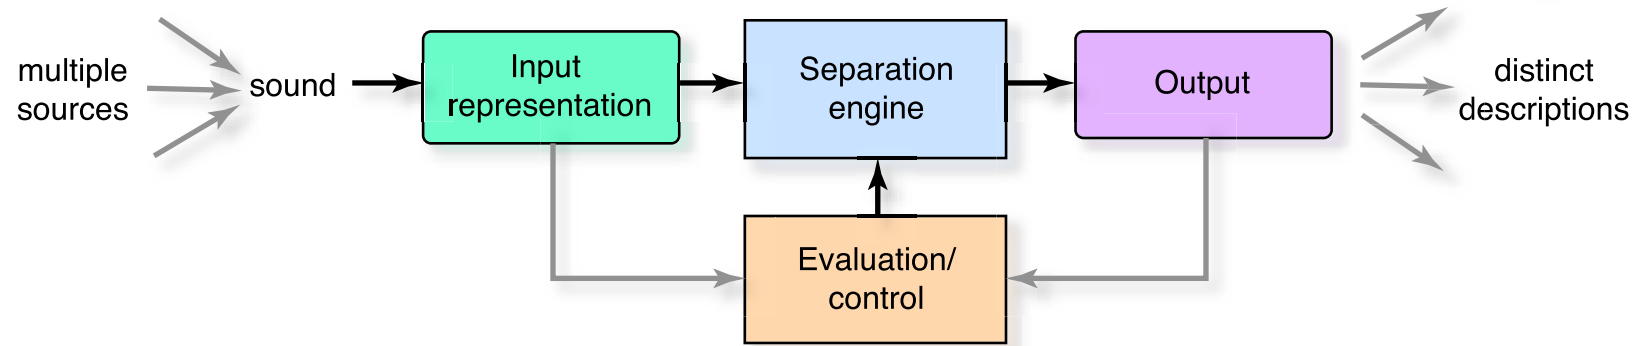 multiple
sources
sound
Input
representation
Separation
engine
Output
distinct
descriptions
Evaluation/
control